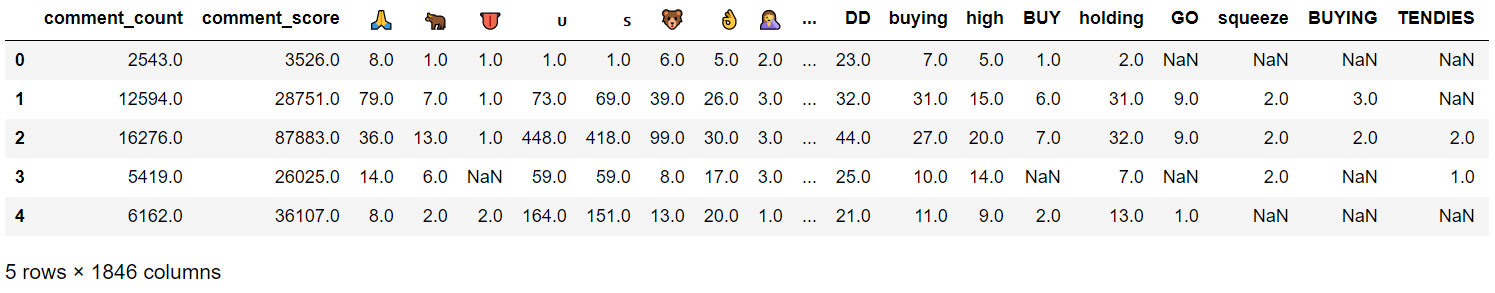 comment_count comment_score 🙏 🐂 👅 ᴜ s 🐻 👌 🤦‍♀️ ... DD buying high BUY holding GO squeeze BUYING TENDIES
0 2543.0 3526.0 8.0 1.0 1.0 1.0 1.0 6.0 5.0 2.0 ... 23.0 7.0 5.0 1.0 2.0 NaN NaN NaN NaN
1 12594.0 28751.0 79.0 7.0 1.0 73.0 69.0 39.0 26.0 3.0 ... 32.0 31.0 15.0 6.0 31.0 9.0 2.0 3.0 NaN
2 16276.0 87883.0 36.0 13.0 1.0 448.0 418.0 99.0 30.0 3.0 ... 44.0 27.0 20.0 7.0 32.0 9.0 2.0 2.0 2.0
3 5419.0 26025.0 14.0 6.0 NaN 59.0 59.0 8.0 17.0 3.0 ... 25.0 10.0 14.0 NaN 7.0 NaN 2.0 NaN 1.0
4 6162.0 36107.0 8.0 2.0 2.0 164.0 151.0 13.0 20.0 1.0 ... 21.0 11.0 9.0 2.0 13.0 1.0 NaN NaN NaN
5 rows × 1846 columns